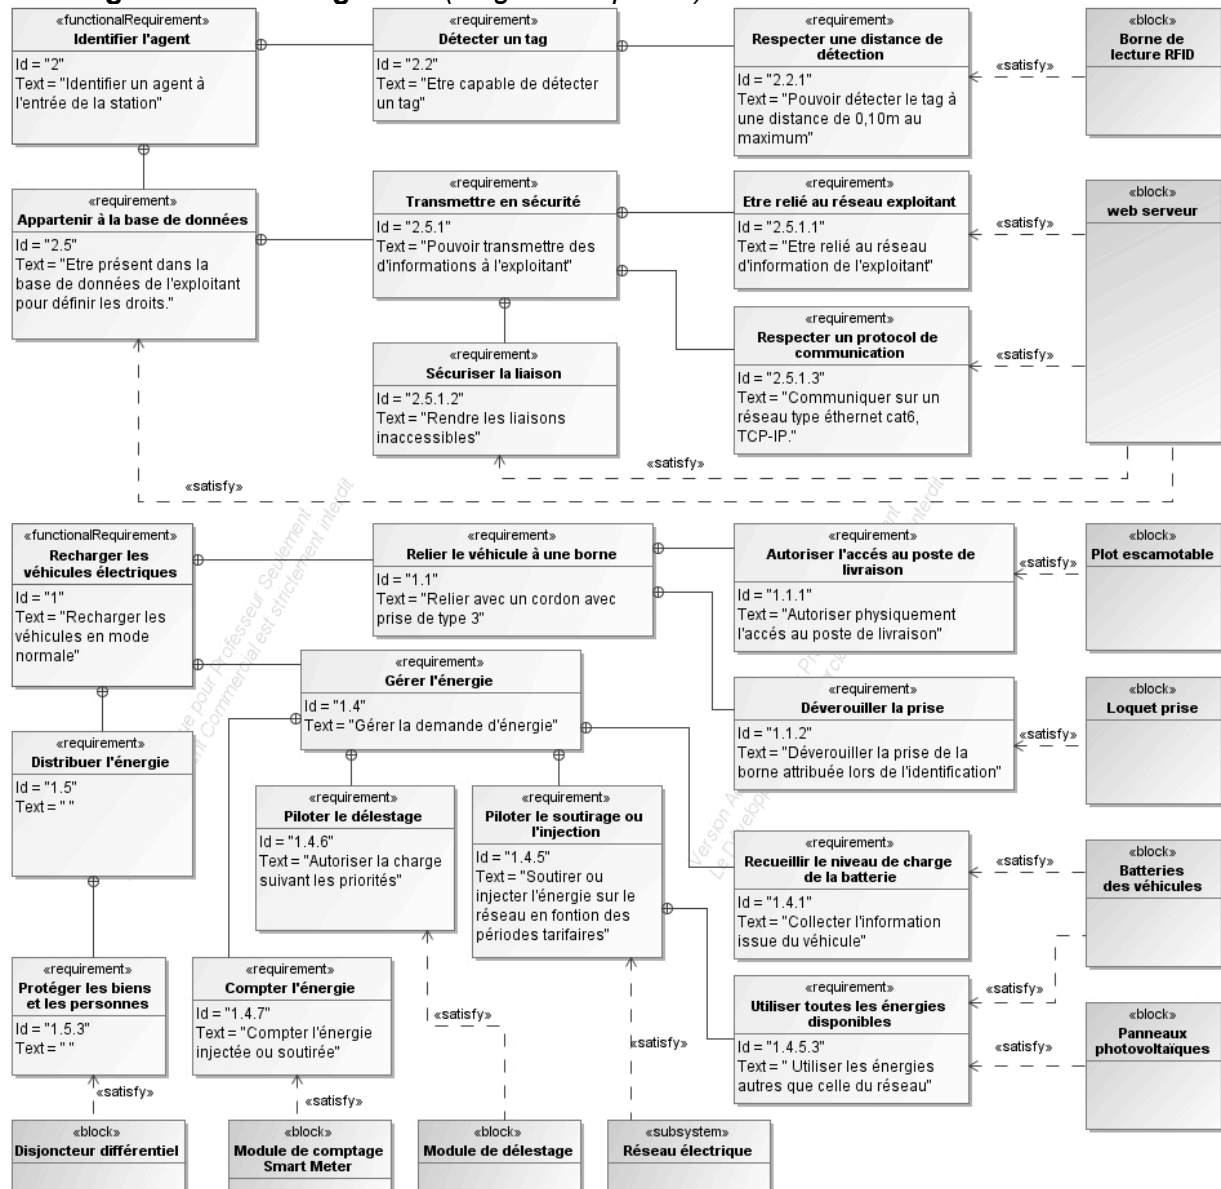 «functionalRequirement»
Identifier l'agent
Id = "2"
Text = "Identifier un agent à
l'entrée de la station"
«requirement»
Détecter un tag
Id = "2.2"
Text = "Etre capable de détecter
un tag"
«requirement»
Respecter une distance de
détection
Id = "2.2.1"
Text = "Pouvoir détecter le tag à
une distance de 0,10m au
maximum"
«satisfy»
«block»
Borne de
lecture RFID
«requirement»
Appartenir à la base de données
Id = "2.5"
Text = "Etre présent dans la
base de données de l'exploitant
pour définir les droits."
«requirement»
Transmettre en sécurité
Id = "2.5.1"
Text = "Pouvoir transmettre des
d'informations à l'exploitant"
«requirement»
Etre relié au réseau exploitant
Id = "2.5.1.1"
Text = "Etre relié au réseau
d'information de l'exploitant"
«satisfy»
«block»
web serveur
«requirement»
Sécuriser la liaison
Id = "2.5.1.2"
Text = "Rendre les liaisons
inaccessibles"
«requirement»
Respecter un protocol de
communication
Id = "2.5.1.3"
Text = "Communiquer sur un
réseau type éthernet cat6,
TCP-IP."
«satisfy»
«satisfy»
«satisfy»
«functionalRequirement»
Recharger les
véhicules électriques
Id = "1"
Text = "Recharger les
véhicules en mode
normale"
«requirement»
Relier le véhicule à une borne
Id = "1.1"
Text = "Relier avec un cordon avec
prise de type 3"
«requirement»
Autoriser l'accés au poste de
livraison
Id = "1.1.1"
Text = "Autoriser physiquement
l'accés au poste de livraison"
«satisfy»
«block»
Plot escamotable
«requirement»
Gérer l'énergie
Id = "1.4"
Text = "Gérer la demande d'énergie"
«requirement»
Déverouiller la prise
Id = "1.1.2"
Text = "Déverouiller la prise de la
borne attribuée lors de l'identification"
«satisfy»
«block»
Loquet prise
«requirement»
Distribuer l'énergie
Id = "1.5"
Text = " "
«requirement»
Piloter le délestage
Id = "1.4.6"
Text = "Autoriser la charge
suivant les priorités"
«requirement»
Piloter le soutirage ou
l'injection
Id = "1.4.5"
Text = "Soutirer ou
injecter l'énergie sur le
réseau en fontion des
périodes tarifaires"
«requirement»
Recueillir le niveau de charge
de la batterie
Id = "1.4.1"
Text = "Collecter l'information
issue du véhicule"
«satisfy»
«block»
Batteries
des véhicules
«requirement»
Protéger les biens
et les personnes
Id = "1.5.3"
Text = " "
«requirement»
Compter l'énergie
Id = "1.4.7"
Text = "Compter l'énergie
injectée ou soutirée"
«requirement»
Utiliser toutes les énergies
disponibles
Id = "1.4.5.3"
Text = " Utiliser les énergies
autres que celle du réseau"
«satisfy»
«satisfy»
«block»
Panneaux
photovoltaïques
«satisfy»
«satisfy»
«satisfy»
«satisfy»
«block»
Disjoncteur différentiel
«block»
Module de comptage
Smart Meter
«block»
Module de délestage
«subsystem»
Réseau électrique